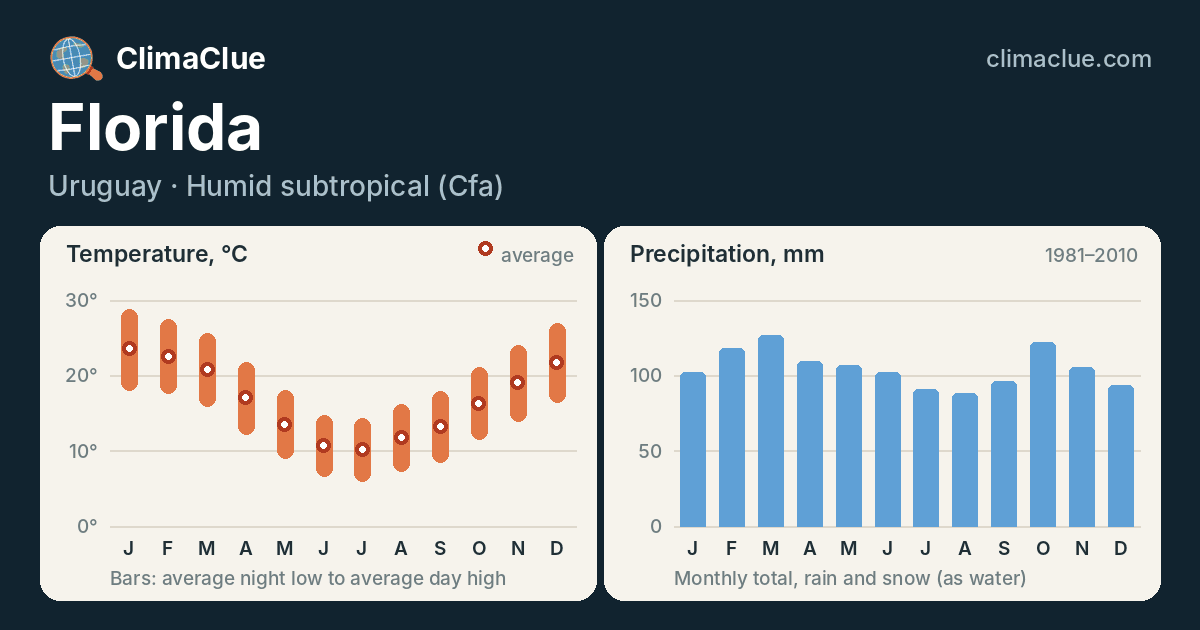 ClimaClue
climaclue.com
Florida
Uruguay · Humid subtropical (Cfa)
Temperature, °C
average
30°
20°
10°
0°
J F M A M J J A S O N D
Bars: average night low to average day high
Precipitation, mm
1981–2010
150
100
50
0
J F M A M J J A S O N D
Monthly total, rain and snow (as water)